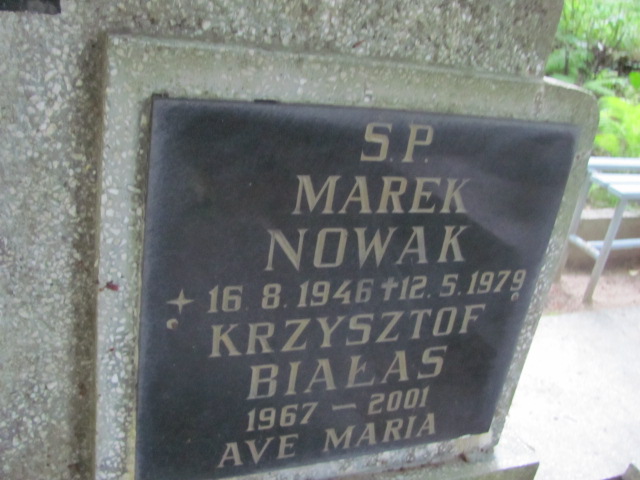 S.P.
MAREK
NOWAK
16.8.1946 ✝ 12.5.1979
KRZYSZTOF
BIAŁAS
1967 – 2001
AVE MARIA